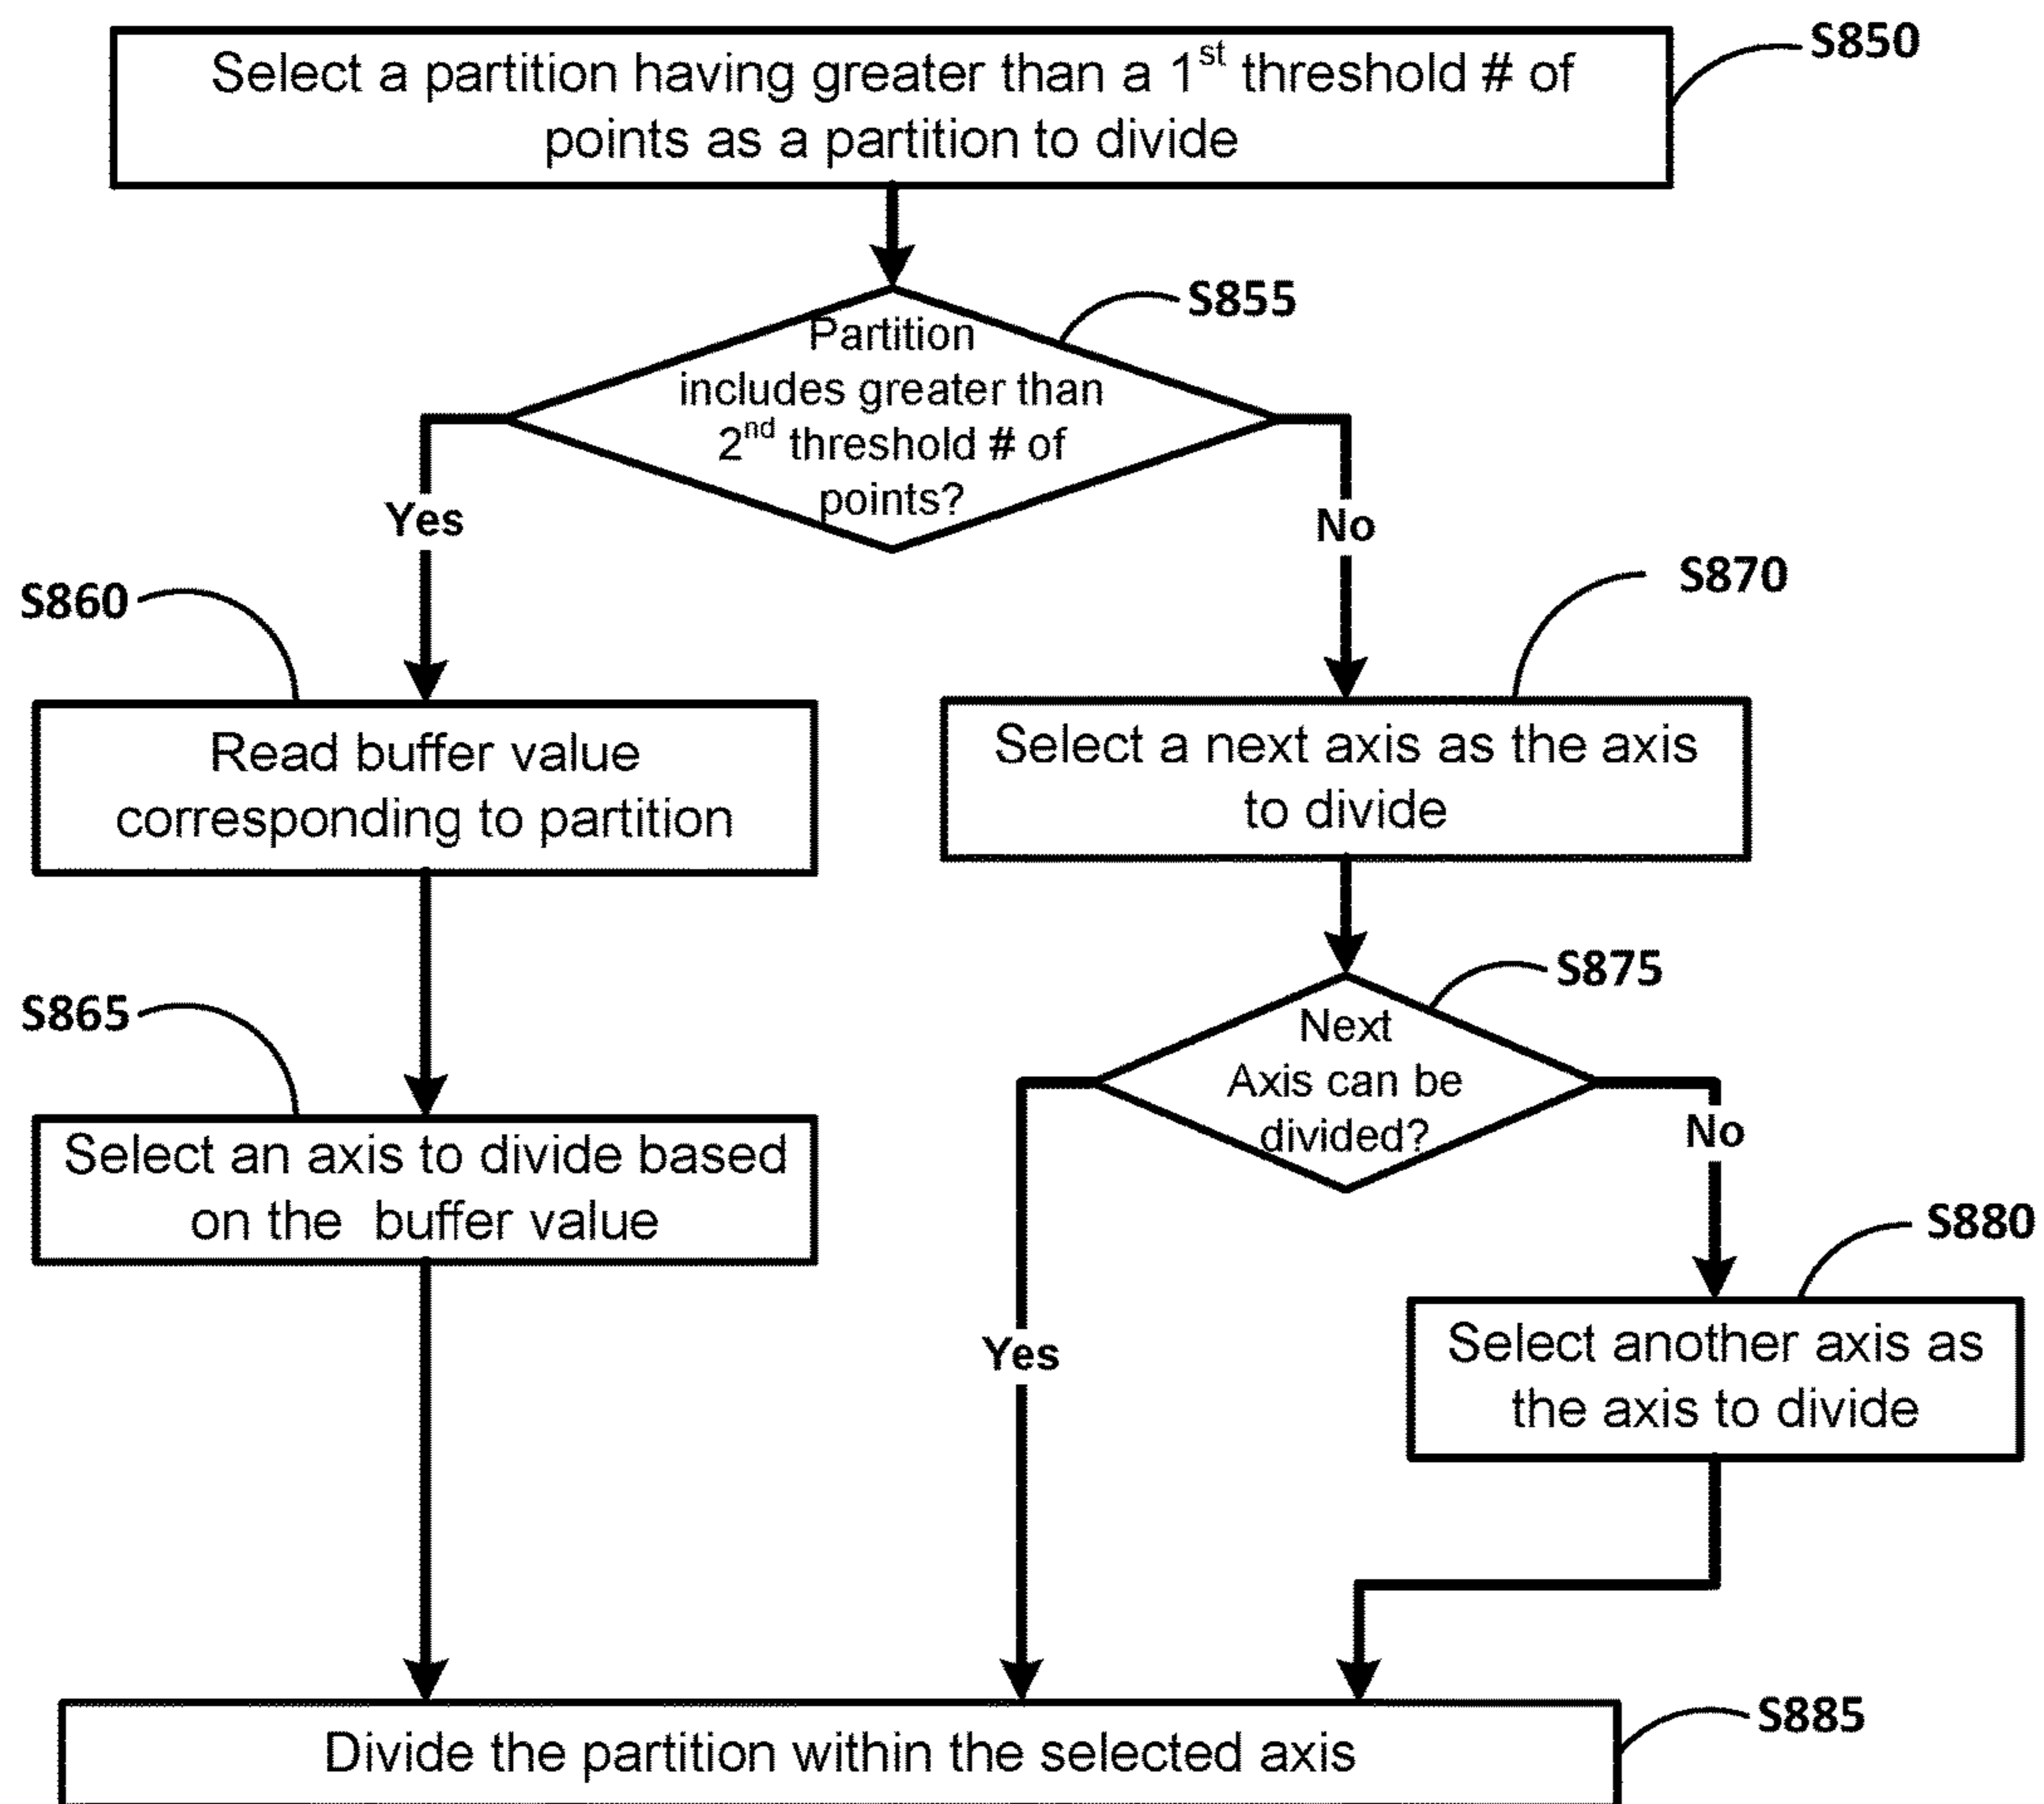 Select a partition having greater than a 1st threshold # of
points as a partition to divide
S850
Partition
includes greater than
2nd threshold # of
points?
S855
Yes
No
S860
Read buffer value
corresponding to partition
S870
Select a next axis as the axis
to divide
S865
Select an axis to divide based
on the buffer value
S875
Next
Axis can be
divided?
Yes
No
S880
Select another axis as
the axis to divide
S885
Divide the partition within the selected axis